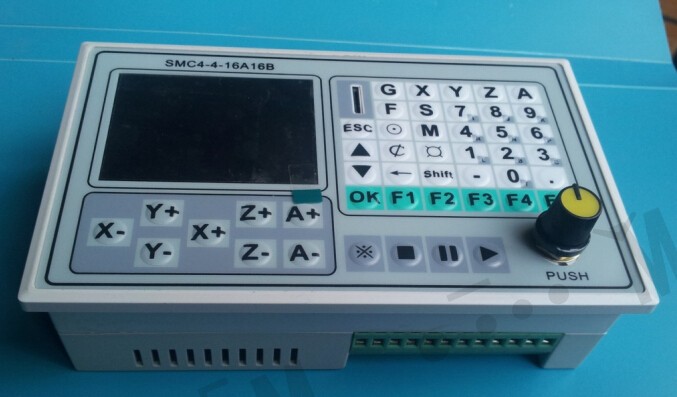 SMC4-4-16A16B
G X Y Z A
F S 7 8 9
ESC M 4 5 6
1 2 3
Shift - 0 .
OK F1 F2 F3 F4
X- Y+ Y- X+ Z+ Z- A+ A-
PUSH